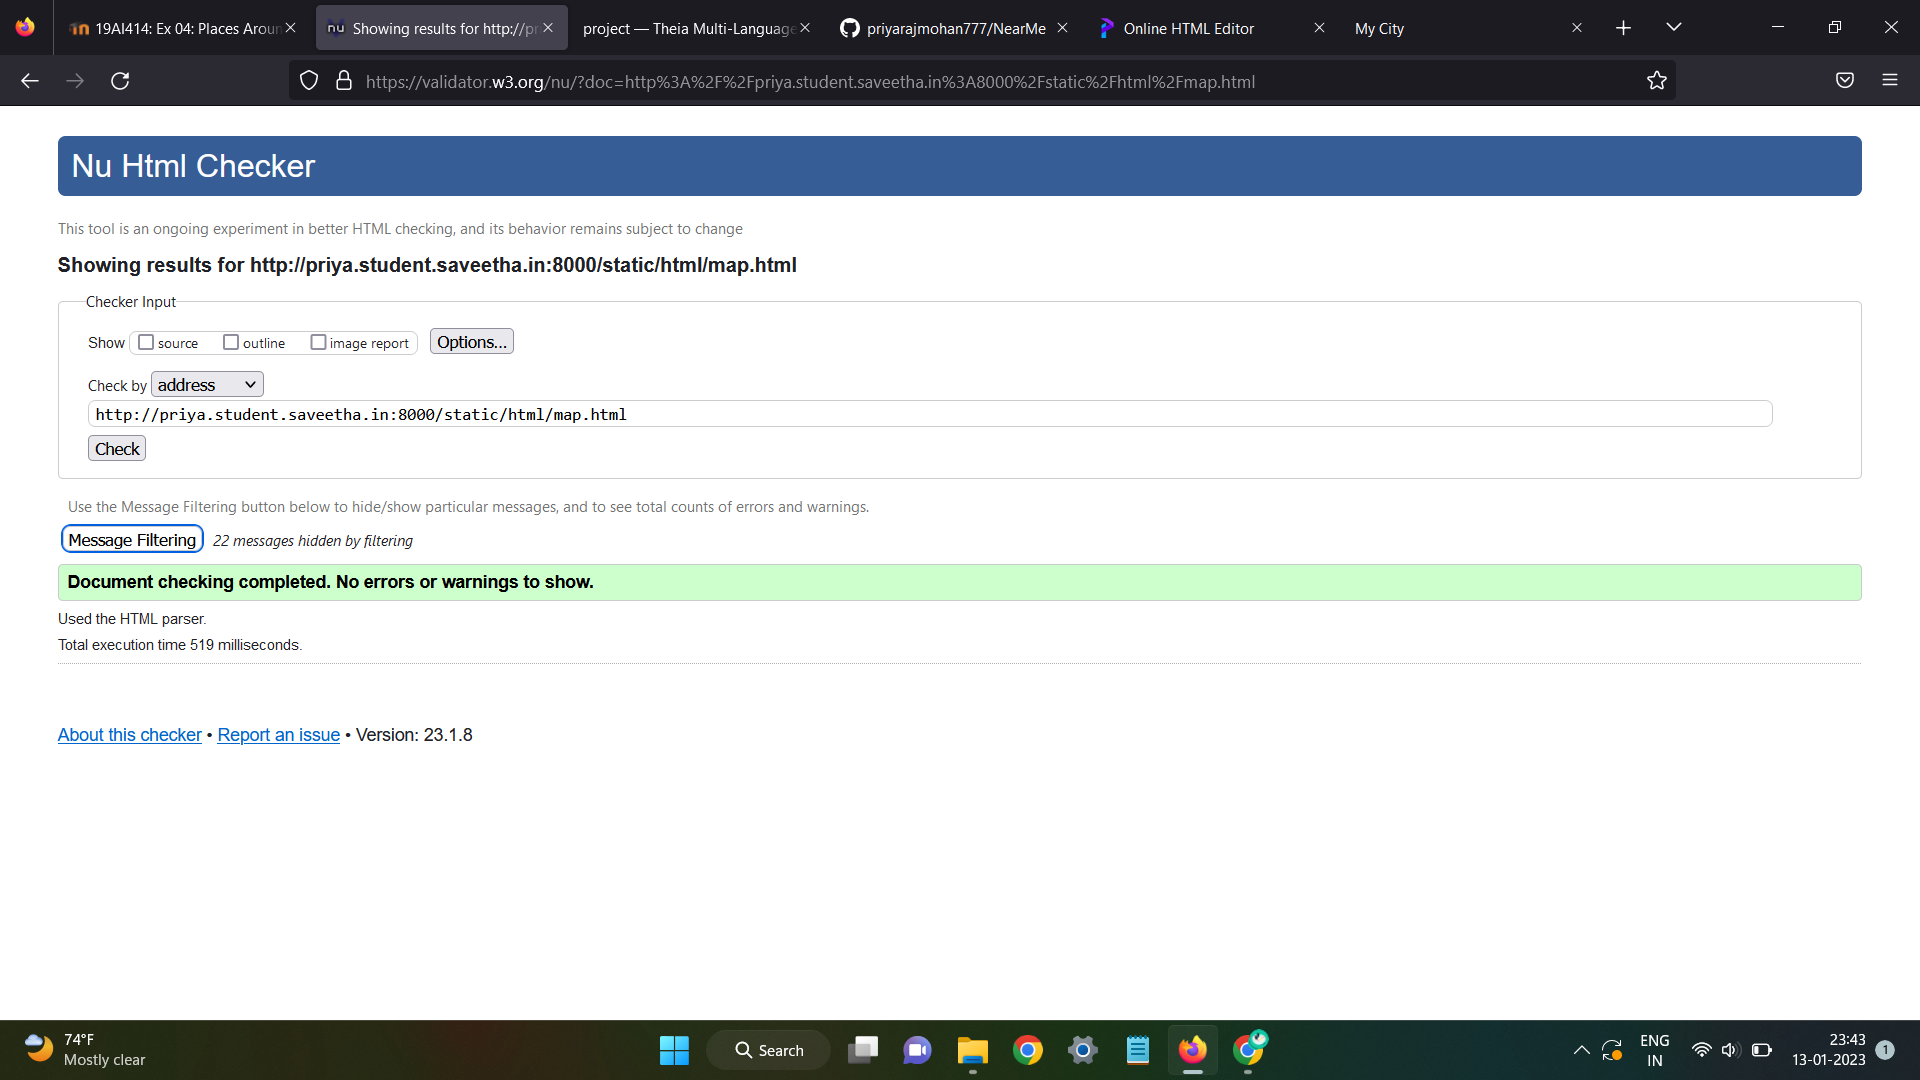 19AI414: Ex 04: Places Aroun
Showing results for http://pr
project — Theia Multi-Language
priyarajmohan777/NearMe
Online HTML Editor
My City
https://validator.w3.org/nu/?doc=http%3A%2F%2Fpriya.student.saveetha.in%3A8000%2Fstatic%2Fhtml%2Fmap.html
Nu Html Checker
This tool is an ongoing experiment in better HTML checking, and its behavior remains subject to change
Showing results for http://priya.student.saveetha.in:8000/static/html/map.html
Checker Input
Show source outline image report Options...
Check by address
http://priya.student.saveetha.in:8000/static/html/map.html
Check
Use the Message Filtering button below to hide/show particular messages, and to see total counts of errors and warnings.
Message Filtering 22 messages hidden by filtering
Document checking completed. No errors or warnings to show.
Used the HTML parser.
Total execution time 519 milliseconds.
About this checker • Report an issue • Version: 23.1.8
74°F
Mostly clear
Search
ENG
IN
23:43
13-01-2023
1